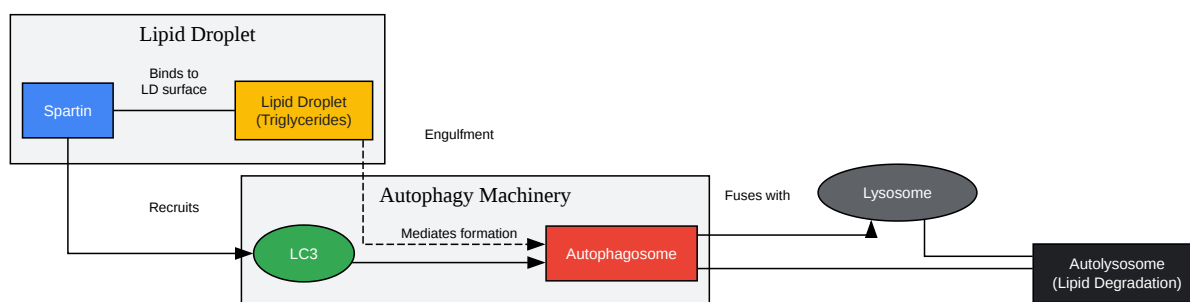 Lipid Droplet
Binds to
LD surface
Spartin
Lipid Droplet
(Triglycerides)
Engulfment
Autophagy Machinery
Fuses with
Lysosome
Recruits
Mediates formation
LC3
Autophagosome
Autolysosome
(Lipid Degradation)